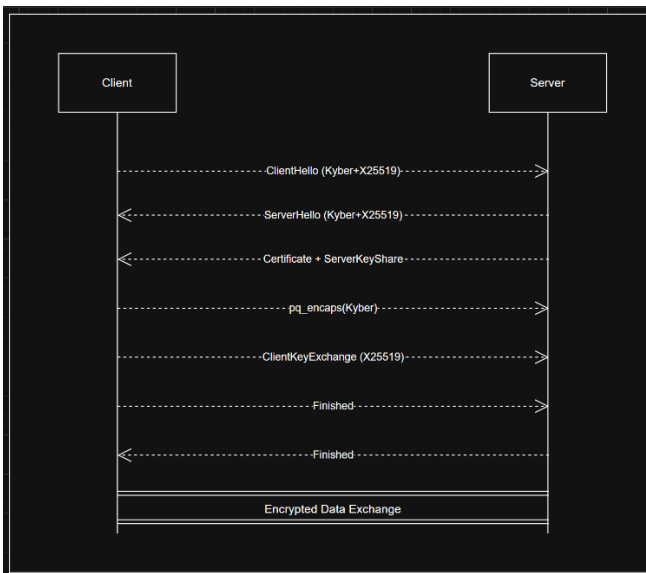 Client
Server
ClientHello (Kyber+X25519)
ServerHello (Kyber+X25519)
Certificate + ServerKeyShare
pq_encaps(Kyber)
ClientKeyExchange (X25519)
Finished
Finished
Encrypted Data Exchange